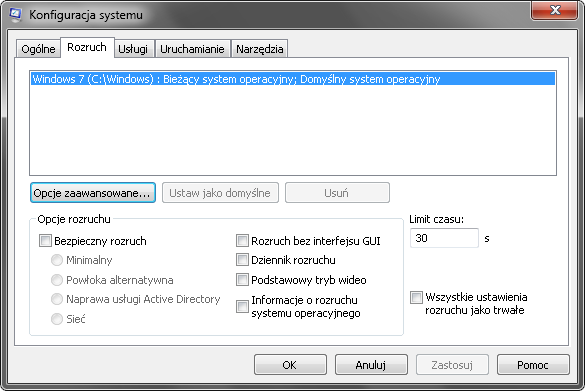 Konfiguracja systemu
Ogólne Rozruch Usługi Uruchamianie Narzędzia
Windows 7 (C:\Windows) : Bieżący system operacyjny; Domyślny system operacyjny
Opcje zaawansowane... Ustaw jako domyślne Usuń
Opcje rozruchu
Limit czasu:
Bezpieczny rozruch
Rozruch bez interfejsu GUI
30 s
Minimalny
Dziennik rozruchu
Powłoka alternatywna
Podstawowy tryb wideo
Naprawa usługi Active Directory
Informacje o rozruchu
systemu operacyjnego
Wszystkie ustawienia
rozruchu jako trwałe
Sieć
OK Anuluj Zastosuj Pomoc